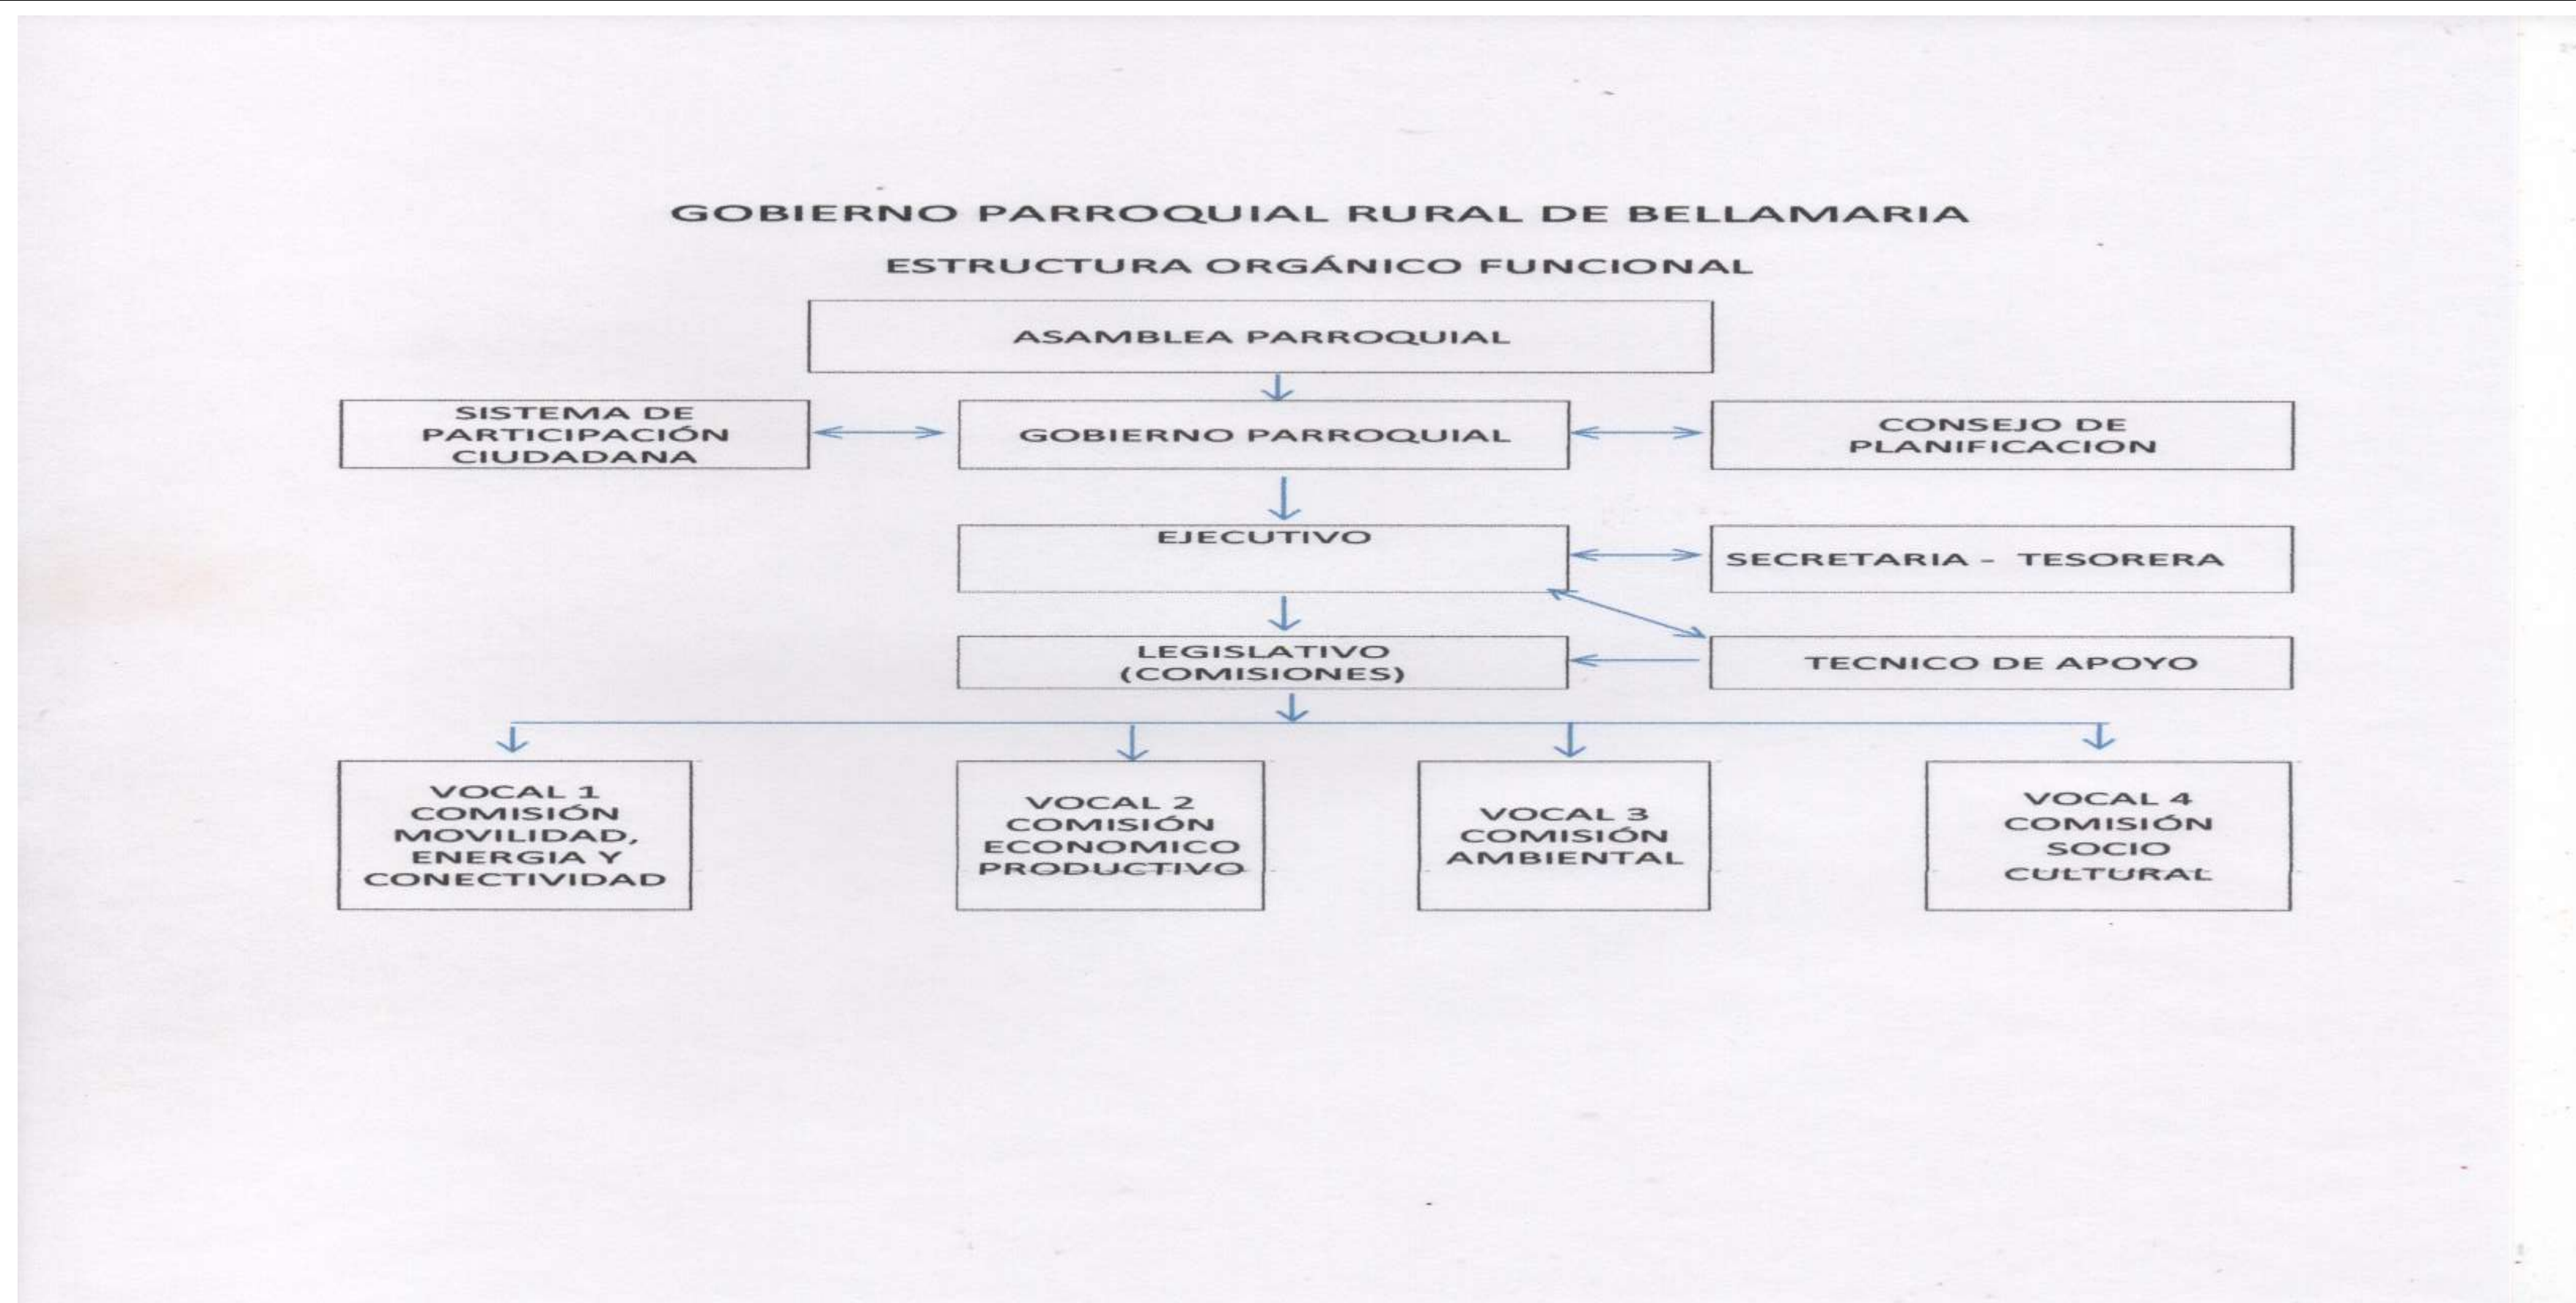 GOBIERNO PARROQUIAL RURAL DE BELLAMARIA
ESTRUCTURA ORGÁNICO FUNCIONAL
ASAMBLEA PARROQUIAL
SISTEMA DE
PARTICIPACIÓN
CIUDADANA
GOBIERNO PARROQUIAL
CONSEJO DE
PLANIFICACION
EJECUTIVO
SECRETARIA - TESORERA
LEGISLATIVO
(COMISIONES)
TECNICO DE APOYO
VOCAL 1
COMISIÓN
MOVILIDAD,
ENERGIA Y
CONECTIVIDAD
VOCAL 2
COMISIÓN
ECONOMICO
PRODUCTIVO
VOCAL 3
COMISIÓN
AMBIENTAL
VOCAL 4
COMISIÓN
SOCIO
CULTURAL